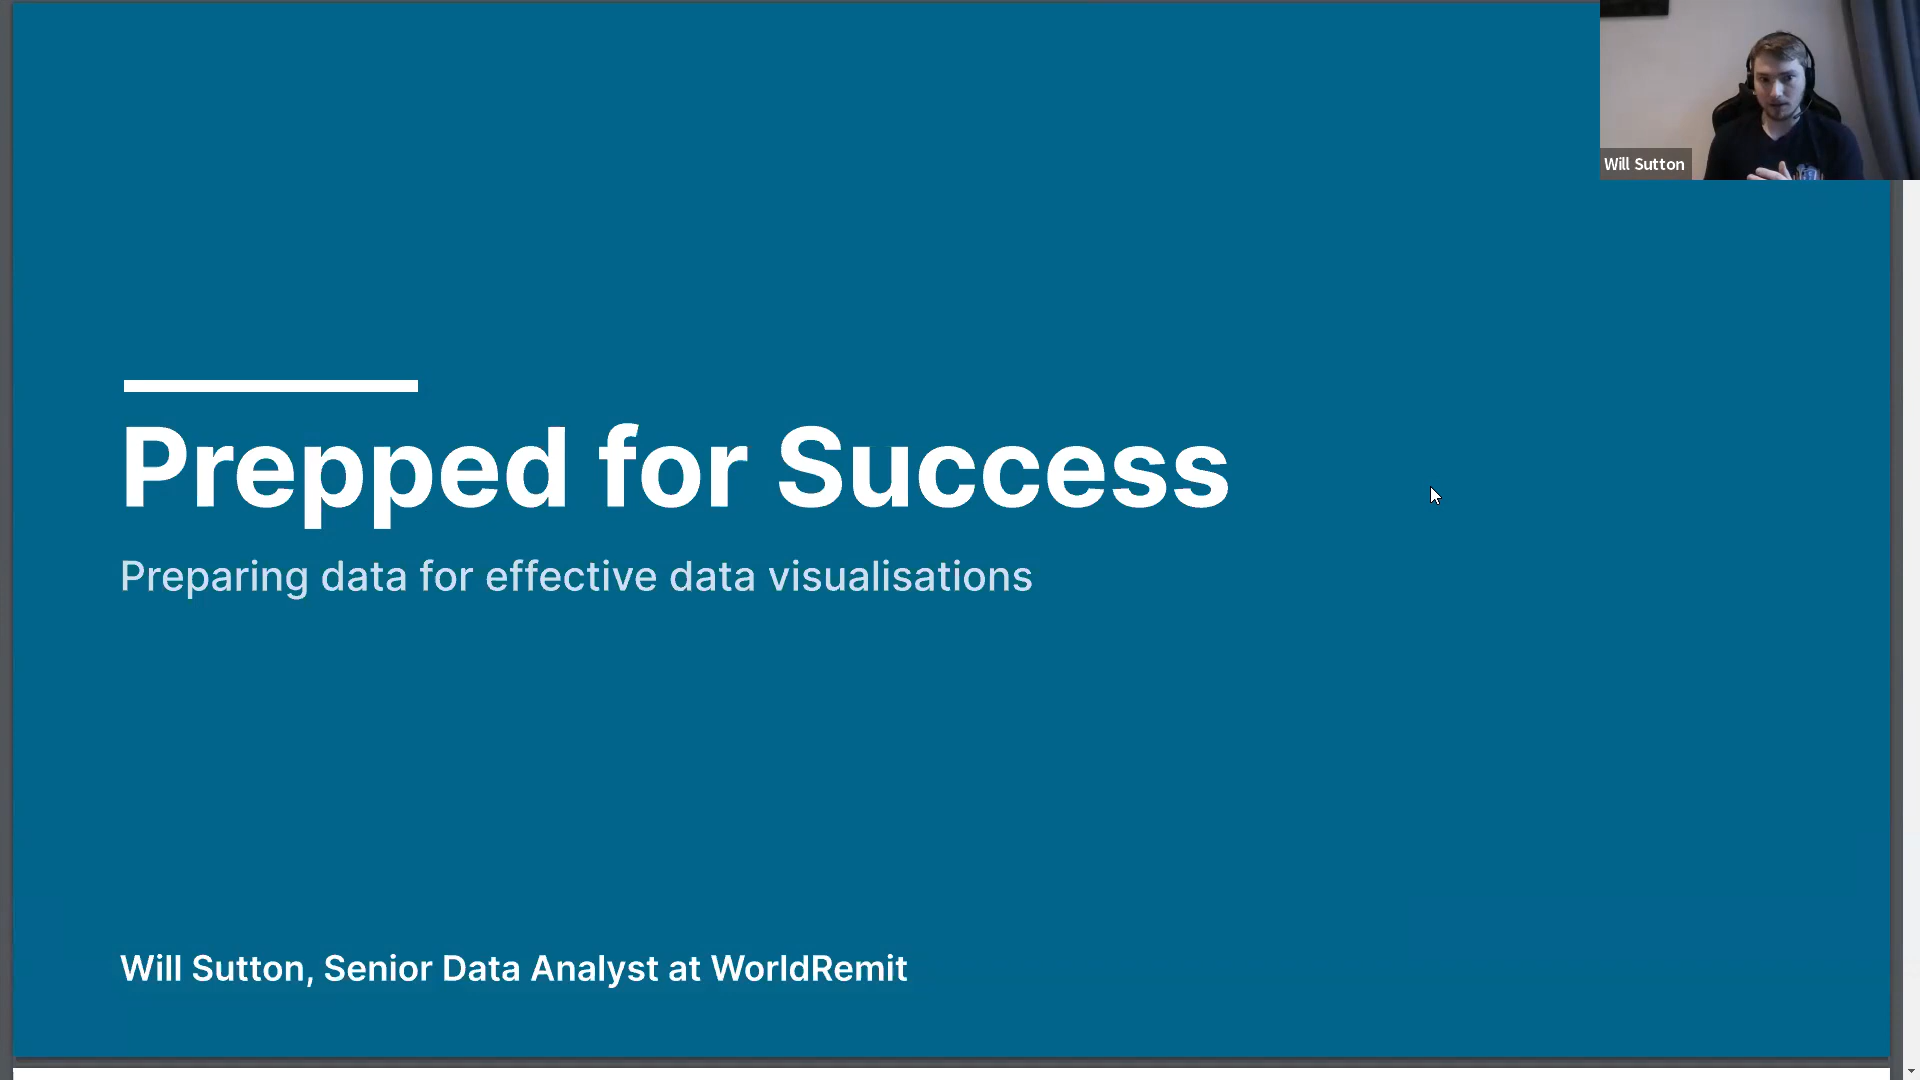 Will Sutton
Prepped for Success
Preparing data for effective data visualisations
Will Sutton, Senior Data Analyst at WorldRemit